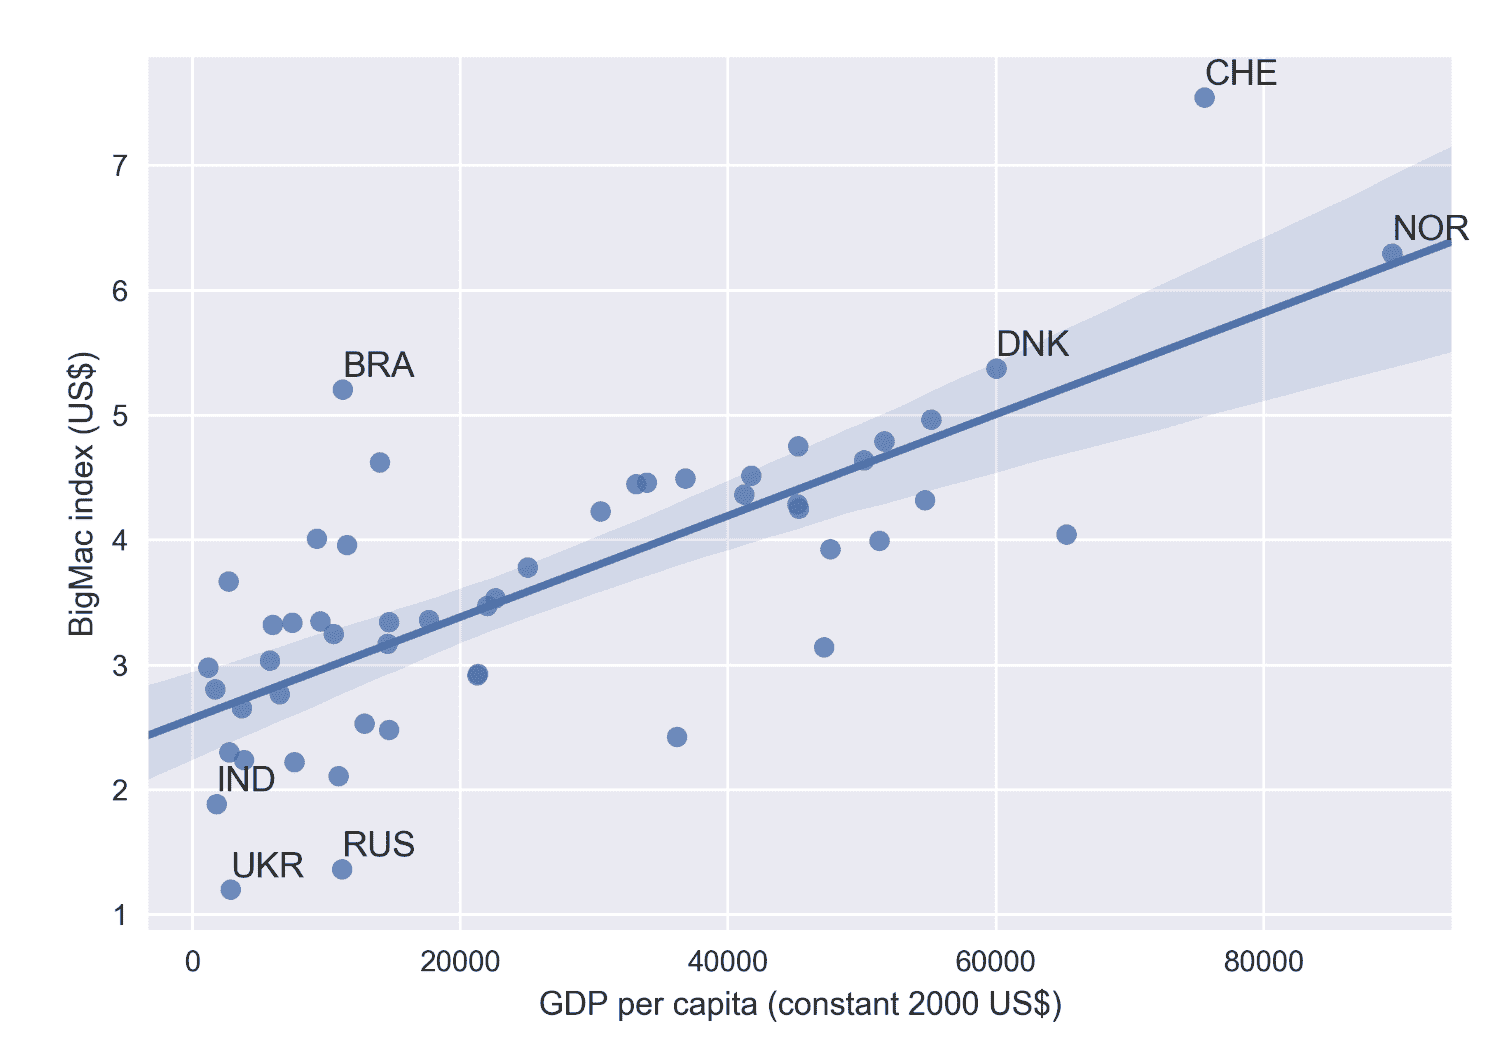 CHE
7
NOR
6
DNK
BRA
5
BigMac index (US$)
4
3
IND
2
RUS
UKR
1
0 20000 40000 60000 80000
GDP per capita (constant 2000 US$)